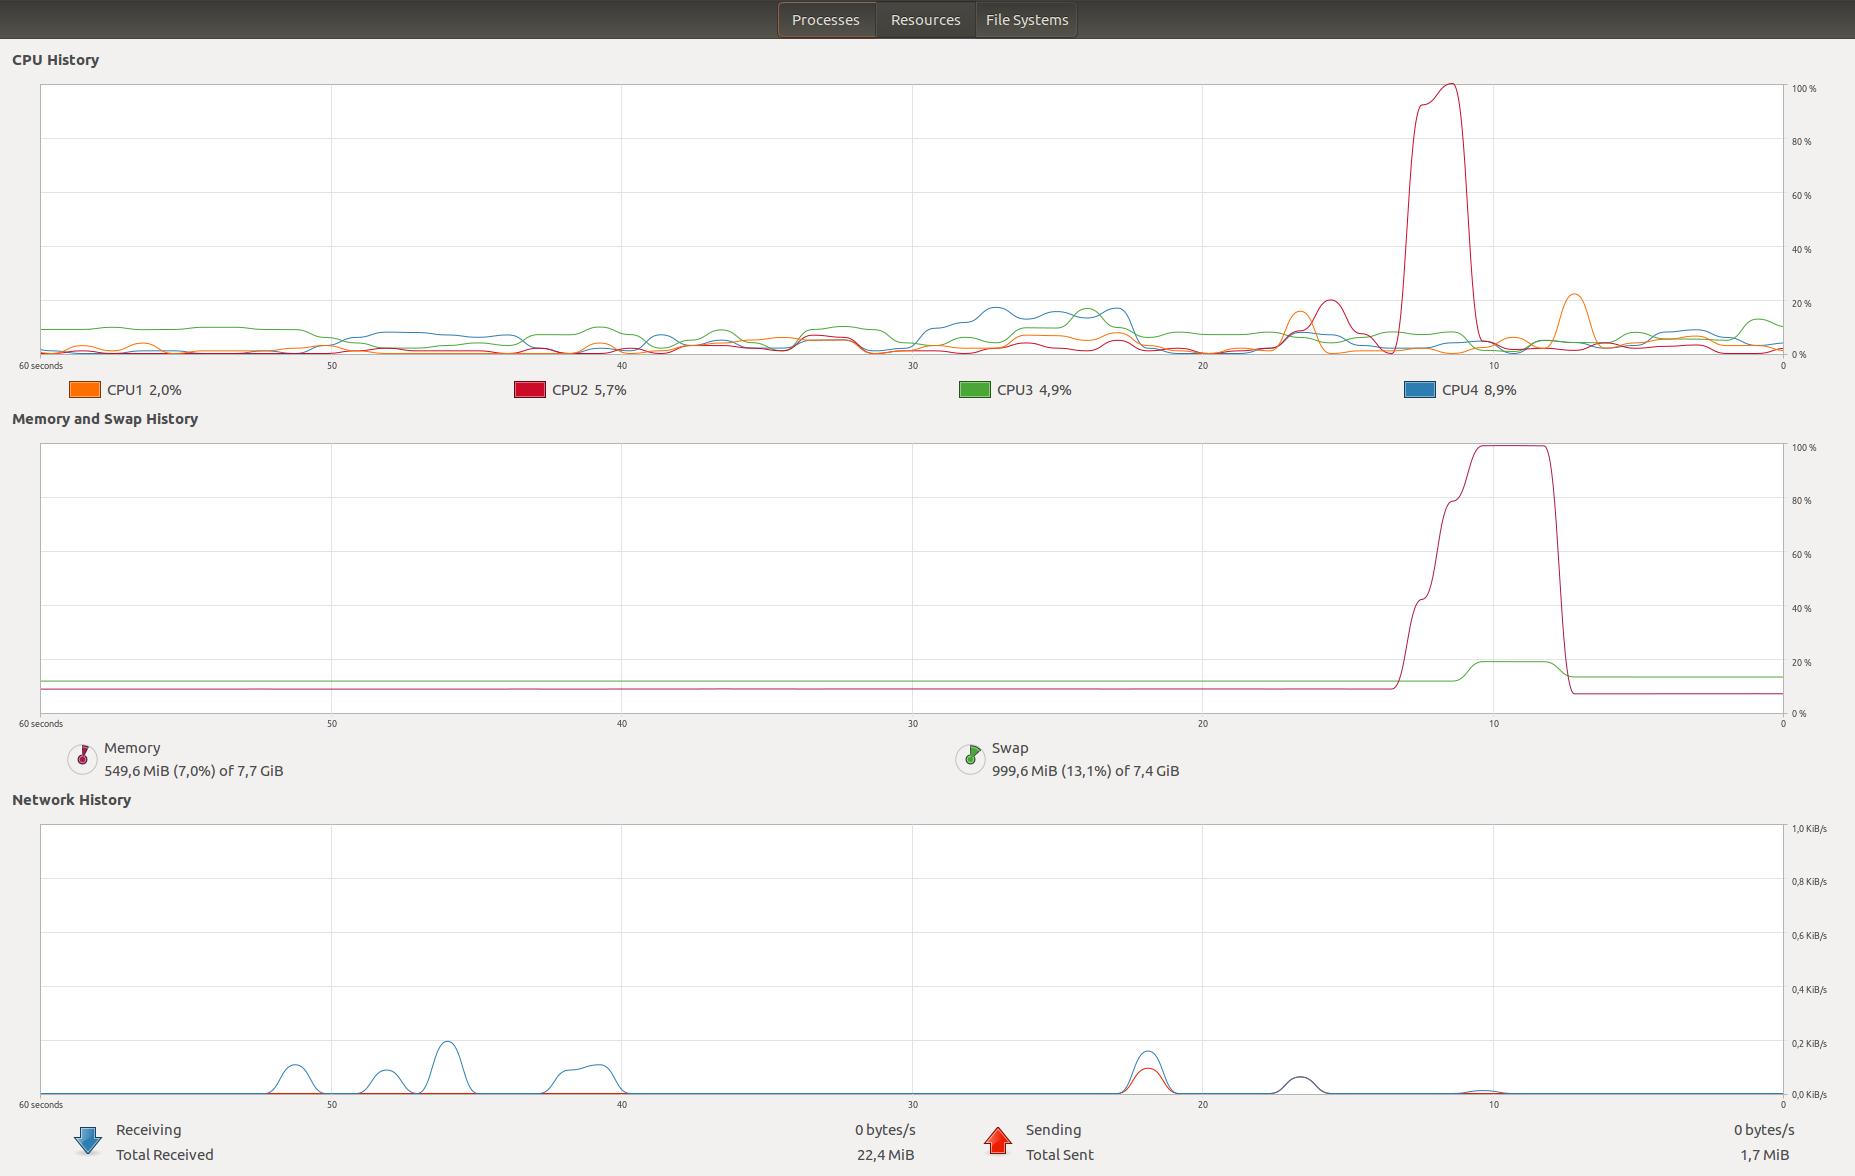 Processes Resources File Systems
CPU History
100 %
80 %
60 %
40 %
20 %
0 %
60 seconds 50 40 30 20 10 0
CPU1 2,0% CPU2 5,7% CPU3 4,9% CPU4 8,9%
Memory and Swap History
100 %
80 %
60 %
40 %
20 %
0 %
60 seconds 50 40 30 20 10 0
Memory Swap
549,6 MiB (7,0%) of 7,7 GiB 999,6 MiB (13,1%) of 7,4 GiB
Network History
1,0 KiB/s
0,8 KiB/s
0,6 KiB/s
0,4 KiB/s
0,2 KiB/s
0,0 KiB/s
60 seconds 50 40 30 20 10 0
Receiving 0 bytes/s Sending 0 bytes/s
Total Received 22,4 MiB Total Sent 1,7 MiB